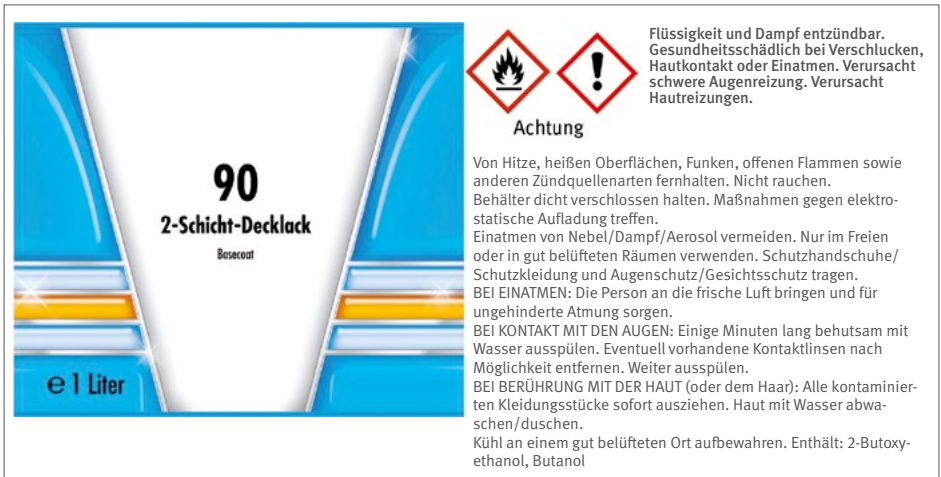 90
2-Schicht-Decklack
Basecoat
℮ 1 Liter
Achtung
Flüssigkeit und Dampf entzündbar.
Gesundheitsschädlich bei Verschlucken,
Hautkontakt oder Einatmen. Verursacht
schwere Augenreizung. Verursacht
Hautreizungen.
Von Hitze, heißen Oberflächen, Funken, offenen Flammen sowie
anderen Zündquellenarten fernhalten. Nicht rauchen.
Behälter dicht verschlossen halten. Maßnahmen gegen elektro-
statische Aufladung treffen.
Einatmen von Nebel/Dampf/Aerosol vermeiden. Nur im Freien
oder in gut belüfteten Räumen verwenden. Schutzhandschuhe/
Schutzkleidung und Augenschutz/Gesichtsschutz tragen.
BEI EINATMEN: Die Person an die frische Luft bringen und für
ungehinderte Atmung sorgen.
BEI KONTAKT MIT DEN AUGEN: Einige Minuten lang behutsam mit
Wasser ausspülen. Eventuell vorhandene Kontaktlinsen nach
Möglichkeit entfernen. Weiter ausspülen.
BEI BERÜHRUNG MIT DER HAUT (oder dem Haar): Alle kontaminier-
ten Kleidungsstücke sofort ausziehen. Haut mit Wasser abwa-
schen/duschen.
Kühl an einem gut belüfteten Ort aufbewahren. Enthält: 2-Butoxy-
ethanol, Butanol